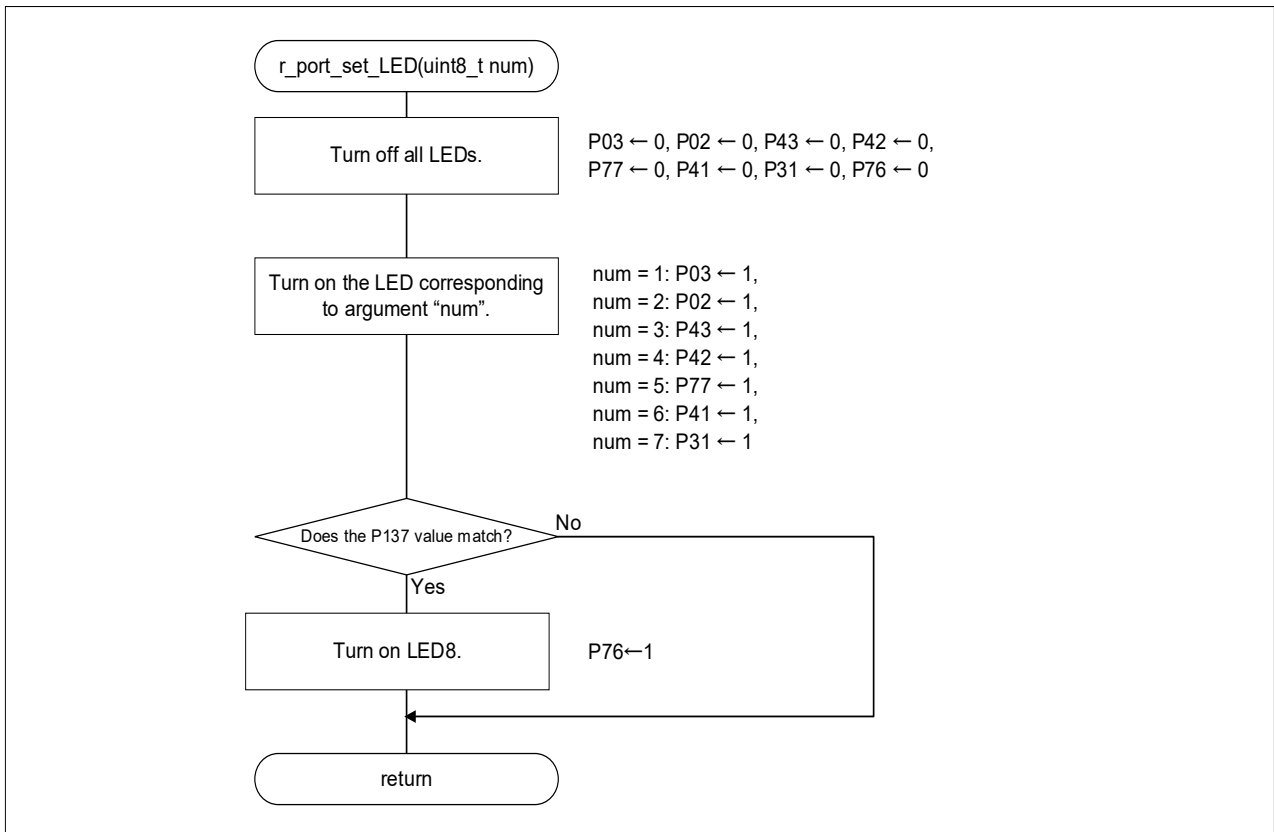 r_port_set_LED(uint8_t num)
Turn off all LEDs.
P03 ← 0, P02 ← 0, P43 ← 0, P42 ← 0,
P77 ← 0, P41 ← 0, P31 ← 0, P76 ← 0
Turn on the LED corresponding
to argument “num”.
num = 1: P03 ← 1,
num = 2: P02 ← 1,
num = 3: P43 ← 1,
num = 4: P42 ← 1,
num = 5: P77 ← 1,
num = 6: P41 ← 1,
num = 7: P31 ← 1
Does the P137 value match?
No
Yes
Turn on LED8.
P76←1
return